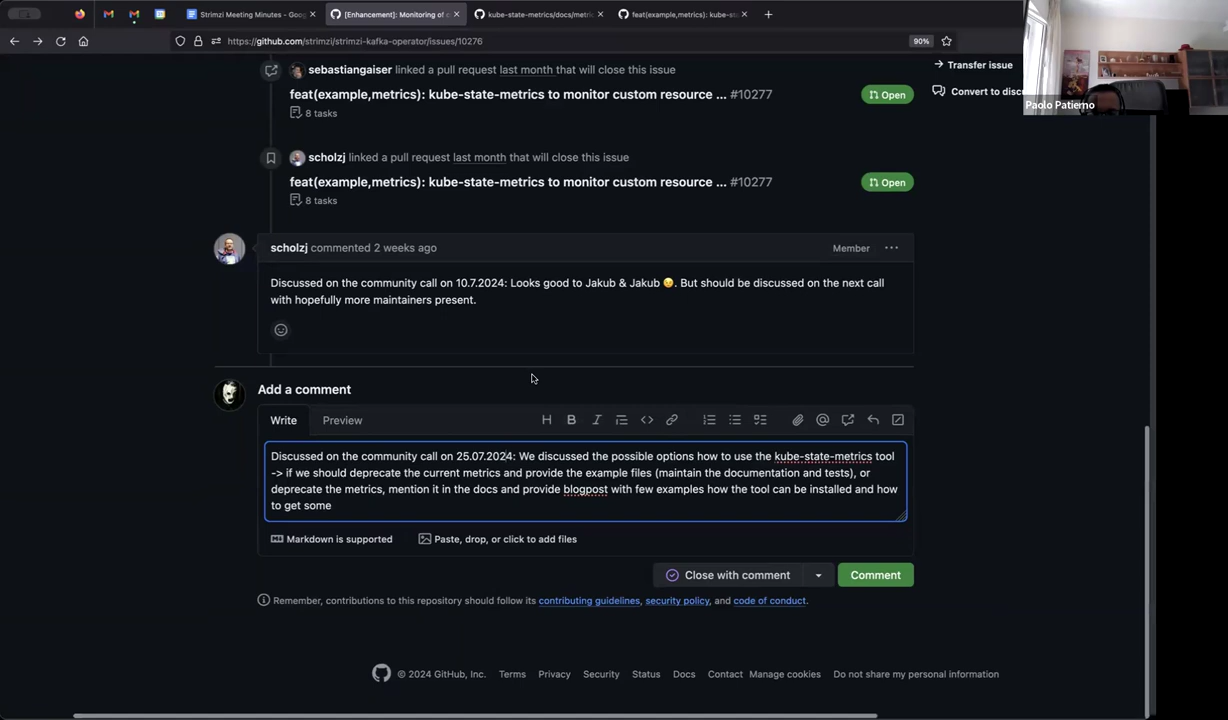 Strimzi Meeting Minutes - Goog
[Enhancement]: Monitoring of c
kube-state-metrics/docs/metri
feat(example,metrics): kube-sta
https://github.com/strimzi/strimzi-kafka-operator/issues/10276
90%
Paolo Patierno
sebastiangaiser linked a pull request last month that will close this issue
feat(example,metrics): kube-state-metrics to monitor custom resource ... #10277
Open
8 tasks
Transfer issue
Convert to discu
scholzj linked a pull request last month that will close this issue
feat(example,metrics): kube-state-metrics to monitor custom resource ... #10277
Open
8 tasks
scholzj commented 2 weeks ago
Member
Discussed on the community call on 10.7.2024: Looks good to Jakub & Jakub 😉. But should be discussed on the next call
with hopefully more maintainers present.
Add a comment
Write
Preview
Discussed on the community call on 25.07.2024: We discussed the possible options how to use the kube-state-metrics tool
-> if we should deprecate the current metrics and provide the example files (maintain the documentation and tests), or
deprecate the metrics, mention it in the docs and provide blogpost with few examples how the tool can be installed and how
to get some
Markdown is supported
Paste, drop, or click to add files
Close with comment
Comment
Remember, contributions to this repository should follow its contributing guidelines, security policy, and code of conduct.
© 2024 GitHub, Inc. Terms Privacy Security Status Docs Contact Manage cookies Do not share my personal information